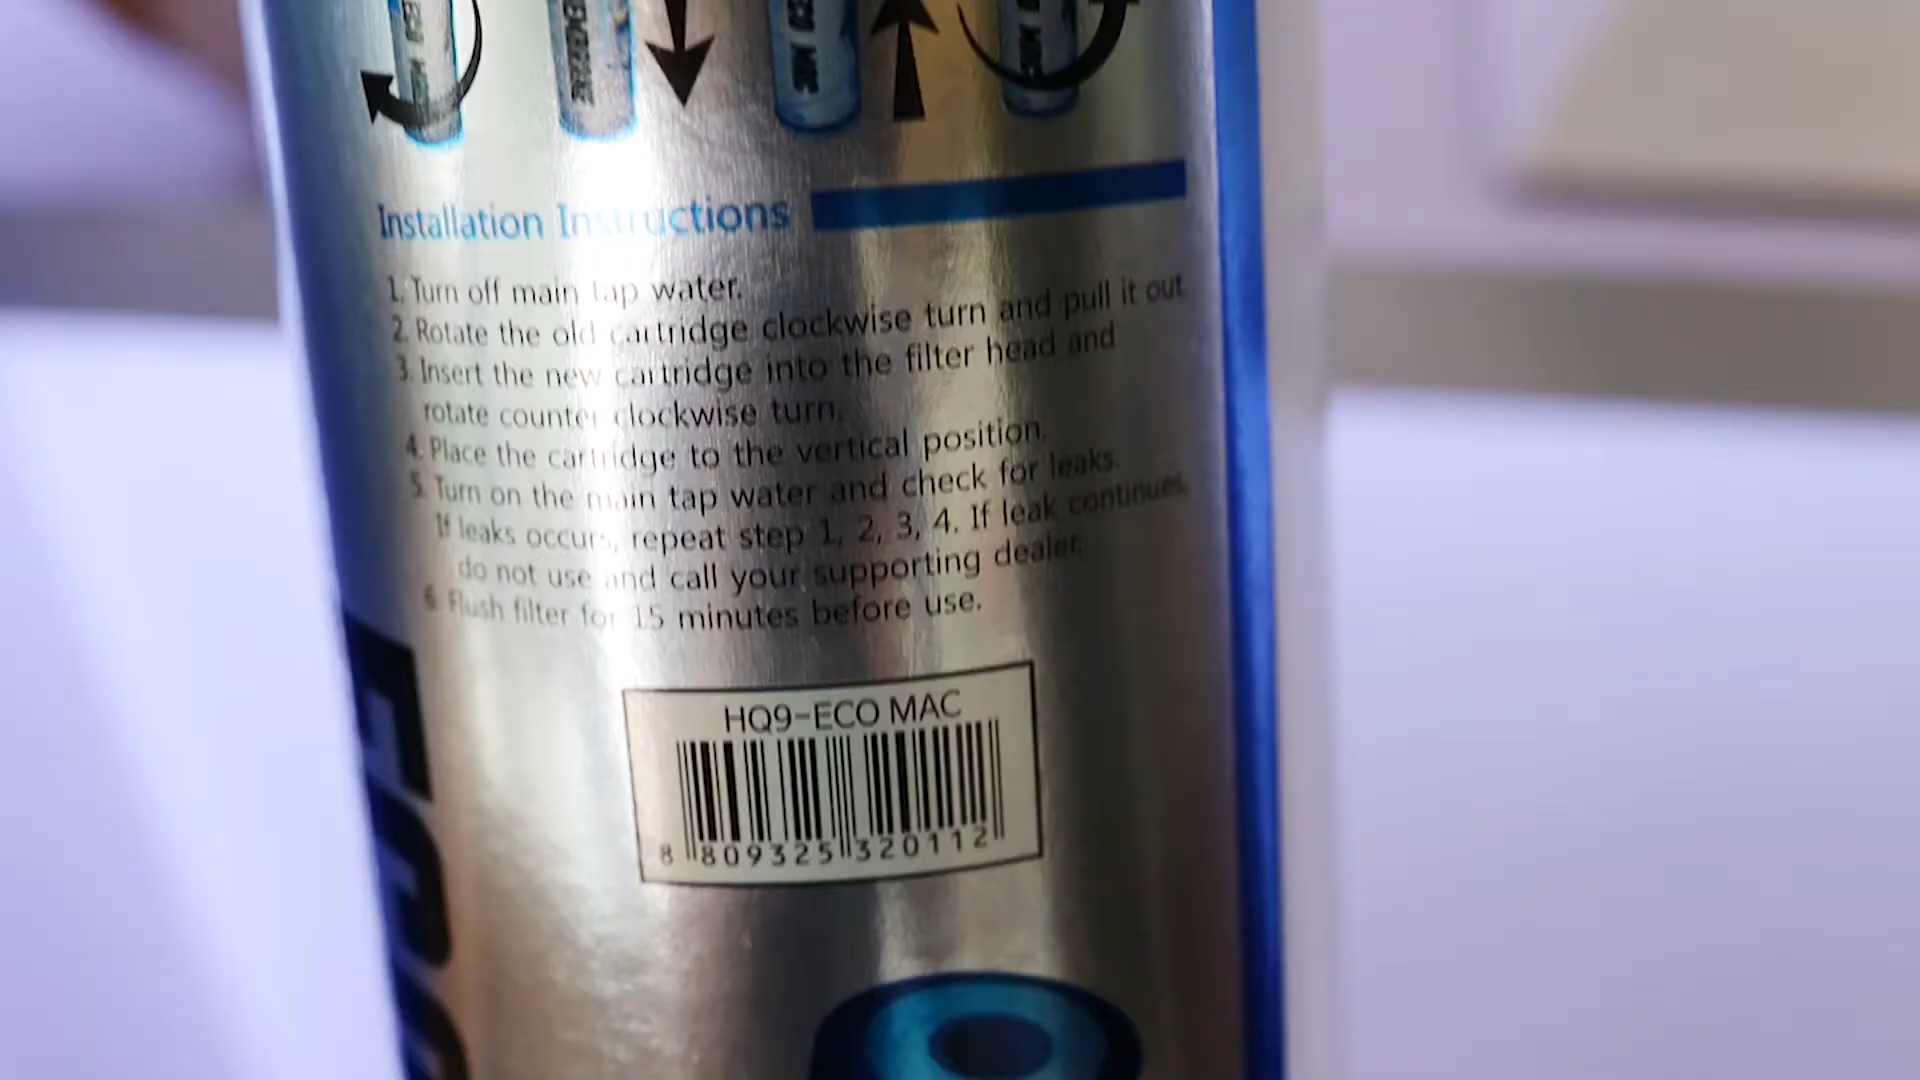 Installation Instructions
1. Turn off main tap water.
2. Rotate the old cartridge clockwise turn and pull it out
3. Insert the new cartridge into the filter head and
rotate counter clockwise turn.
4. Place the cartridge to the vertical position.
5. Turn on the main tap water and check for leaks.
If leaks occurs, repeat step 1, 2, 3, 4. If leak continues,
do not use and call your supporting dealer.
6. Flush filter for 15 minutes before use.
HQ9-ECO MAC
8 809325 320112